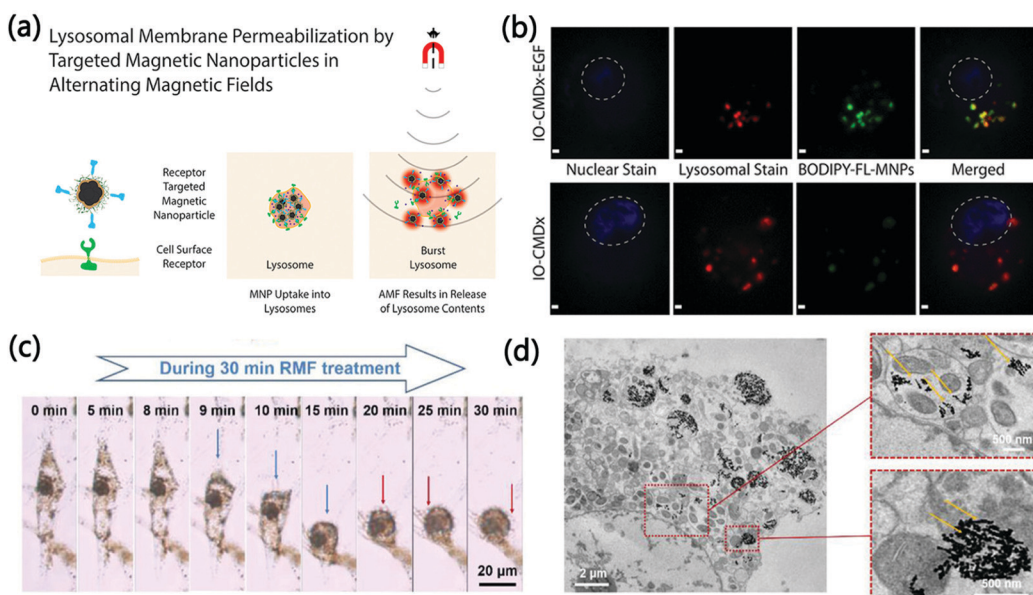 (a)
Lysosomal Membrane Permeabilization by
Targeted Magnetic Nanoparticles in
Alternating Magnetic Fields
Receptor
Targeted
Magnetic
Nanoparticle
Cell Surface
Receptor
Lysosome
Burst
Lysosome
MNP Uptake into
Lysosomes
AMF Results in Release
of Lysosome Contents
(b)
IO-CMDx-EGF
Nuclear Stain
Lysosomal Stain
BODIPY-FL-MNPs
Merged
IO-CMDx
(c)
During 30 min RMF treatment
0 min
5 min
8 min
9 min
10 min
15 min
20 min
25 min
30 min
20 μm
(d)
2 μm
500 nm
500 nm